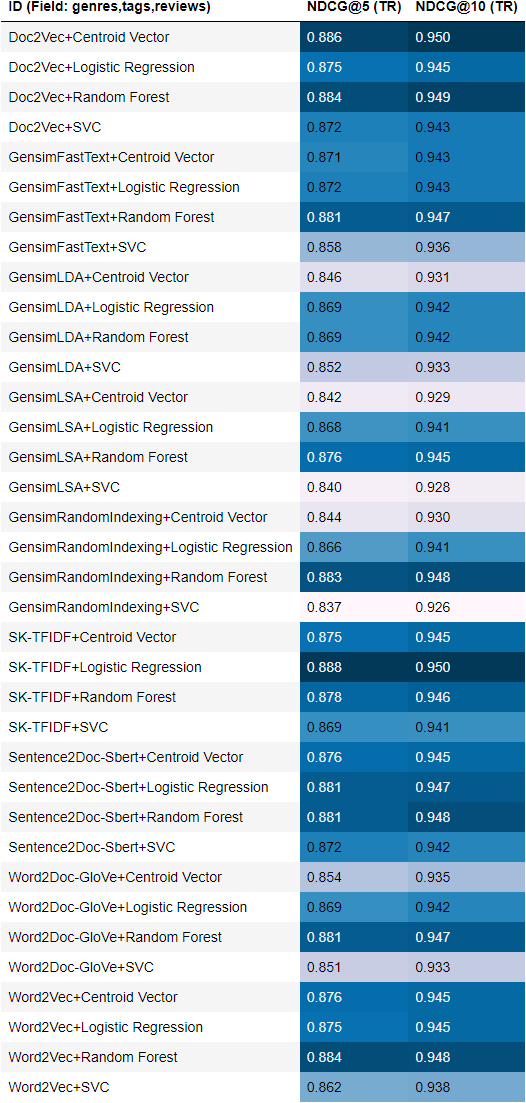 ID (Field: genres,tags,reviews) NDCG@5 (TR) NDCG@10 (TR)
Doc2Vec+Centroid Vector 0.886 0.950
Doc2Vec+Logistic Regression 0.875 0.945
Doc2Vec+Random Forest 0.884 0.949
Doc2Vec+SVC 0.872 0.943
GensimFastText+Centroid Vector 0.871 0.943
GensimFastText+Logistic Regression 0.872 0.943
GensimFastText+Random Forest 0.881 0.947
GensimFastText+SVC 0.858 0.936
GensimLDA+Centroid Vector 0.846 0.931
GensimLDA+Logistic Regression 0.869 0.942
GensimLDA+Random Forest 0.869 0.942
GensimLDA+SVC 0.852 0.933
GensimLSA+Centroid Vector 0.842 0.929
GensimLSA+Logistic Regression 0.868 0.941
GensimLSA+Random Forest 0.876 0.945
GensimLSA+SVC 0.840 0.928
GensimRandomIndexing+Centroid Vector 0.844 0.930
GensimRandomIndexing+Logistic Regression 0.866 0.941
GensimRandomIndexing+Random Forest 0.883 0.948
GensimRandomIndexing+SVC 0.837 0.926
SK-TFIDF+Centroid Vector 0.875 0.945
SK-TFIDF+Logistic Regression 0.888 0.950
SK-TFIDF+Random Forest 0.878 0.946
SK-TFIDF+SVC 0.869 0.941
Sentence2Doc-Sbert+Centroid Vector 0.876 0.945
Sentence2Doc-Sbert+Logistic Regression 0.881 0.947
Sentence2Doc-Sbert+Random Forest 0.881 0.948
Sentence2Doc-Sbert+SVC 0.872 0.942
Word2Doc-GloVe+Centroid Vector 0.854 0.935
Word2Doc-GloVe+Logistic Regression 0.869 0.942
Word2Doc-GloVe+Random Forest 0.881 0.947
Word2Doc-GloVe+SVC 0.851 0.933
Word2Vec+Centroid Vector 0.876 0.945
Word2Vec+Logistic Regression 0.875 0.945
Word2Vec+Random Forest 0.884 0.948
Word2Vec+SVC 0.862 0.938